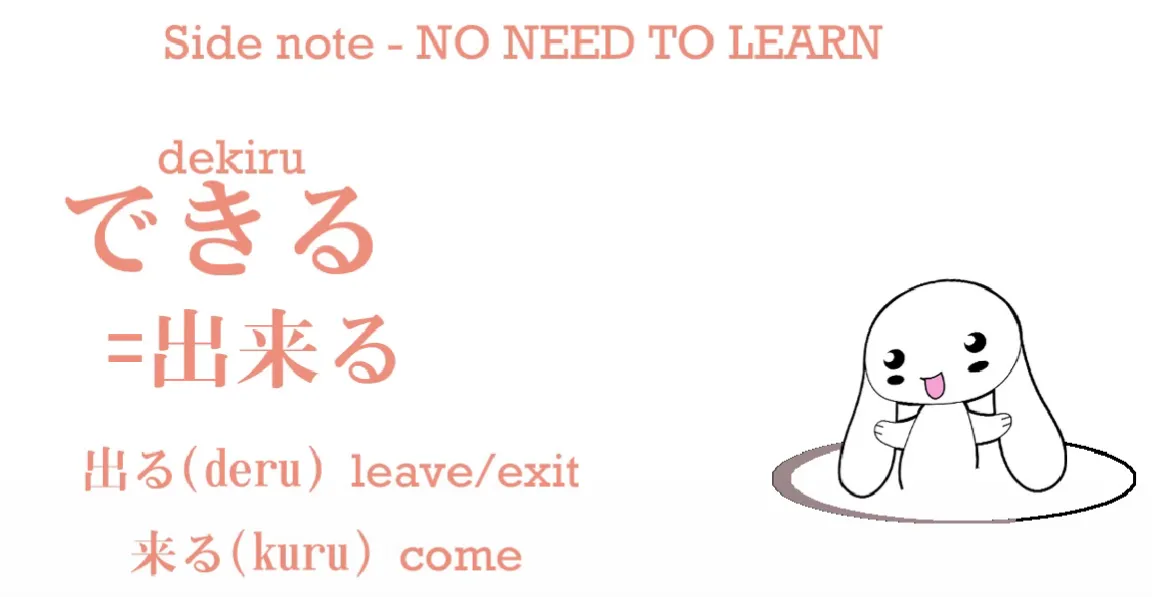 Side note - NO NEED TO LEARN
dekiru
できる
=出来る
出る(deru) leave/exit
来る(kuru) come